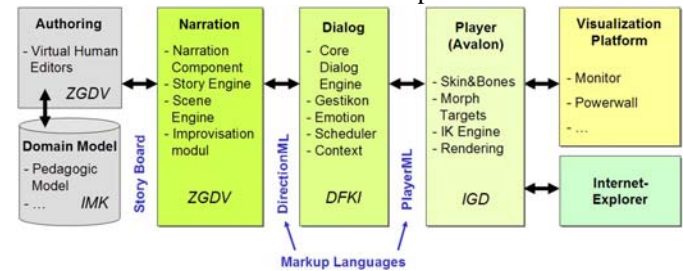 Authoring
- Virtual Human
Editors
ZGDV
Domain Model
- Pedagogic
Model
- ... IMK
Story Board
Narration
- Narration
Component
- Story Engine
- Scene
Engine
- Improvisation
modul
ZGDV
DirectionML
Dialog
- Core
Dialog
Engine
- Gestikon
- Emotion
- Scheduler
- Context
DFKI
PlayerML
Player
(Avalon)
- Skin&Bones
- Morph
Targets
- IK Engine
- Rendering
IGD
Visualization
Platform
- Monitor
- Powerwall
- ...
Internet-
Explorer
Markup Languages